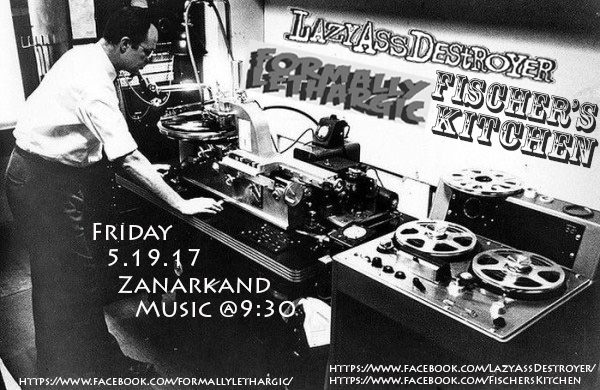 LazyAssDestroyer
FORMALLY
LETHARGIC
FISCHER'S
KITCHEN
Friday
5.19.17
Zanarkand
Music @9:30
https://www.facebook.com/formallylethargic/
https://www.facebook.com/LazyAssDestroyer/
https://www.facebook.com/FischersKitchen